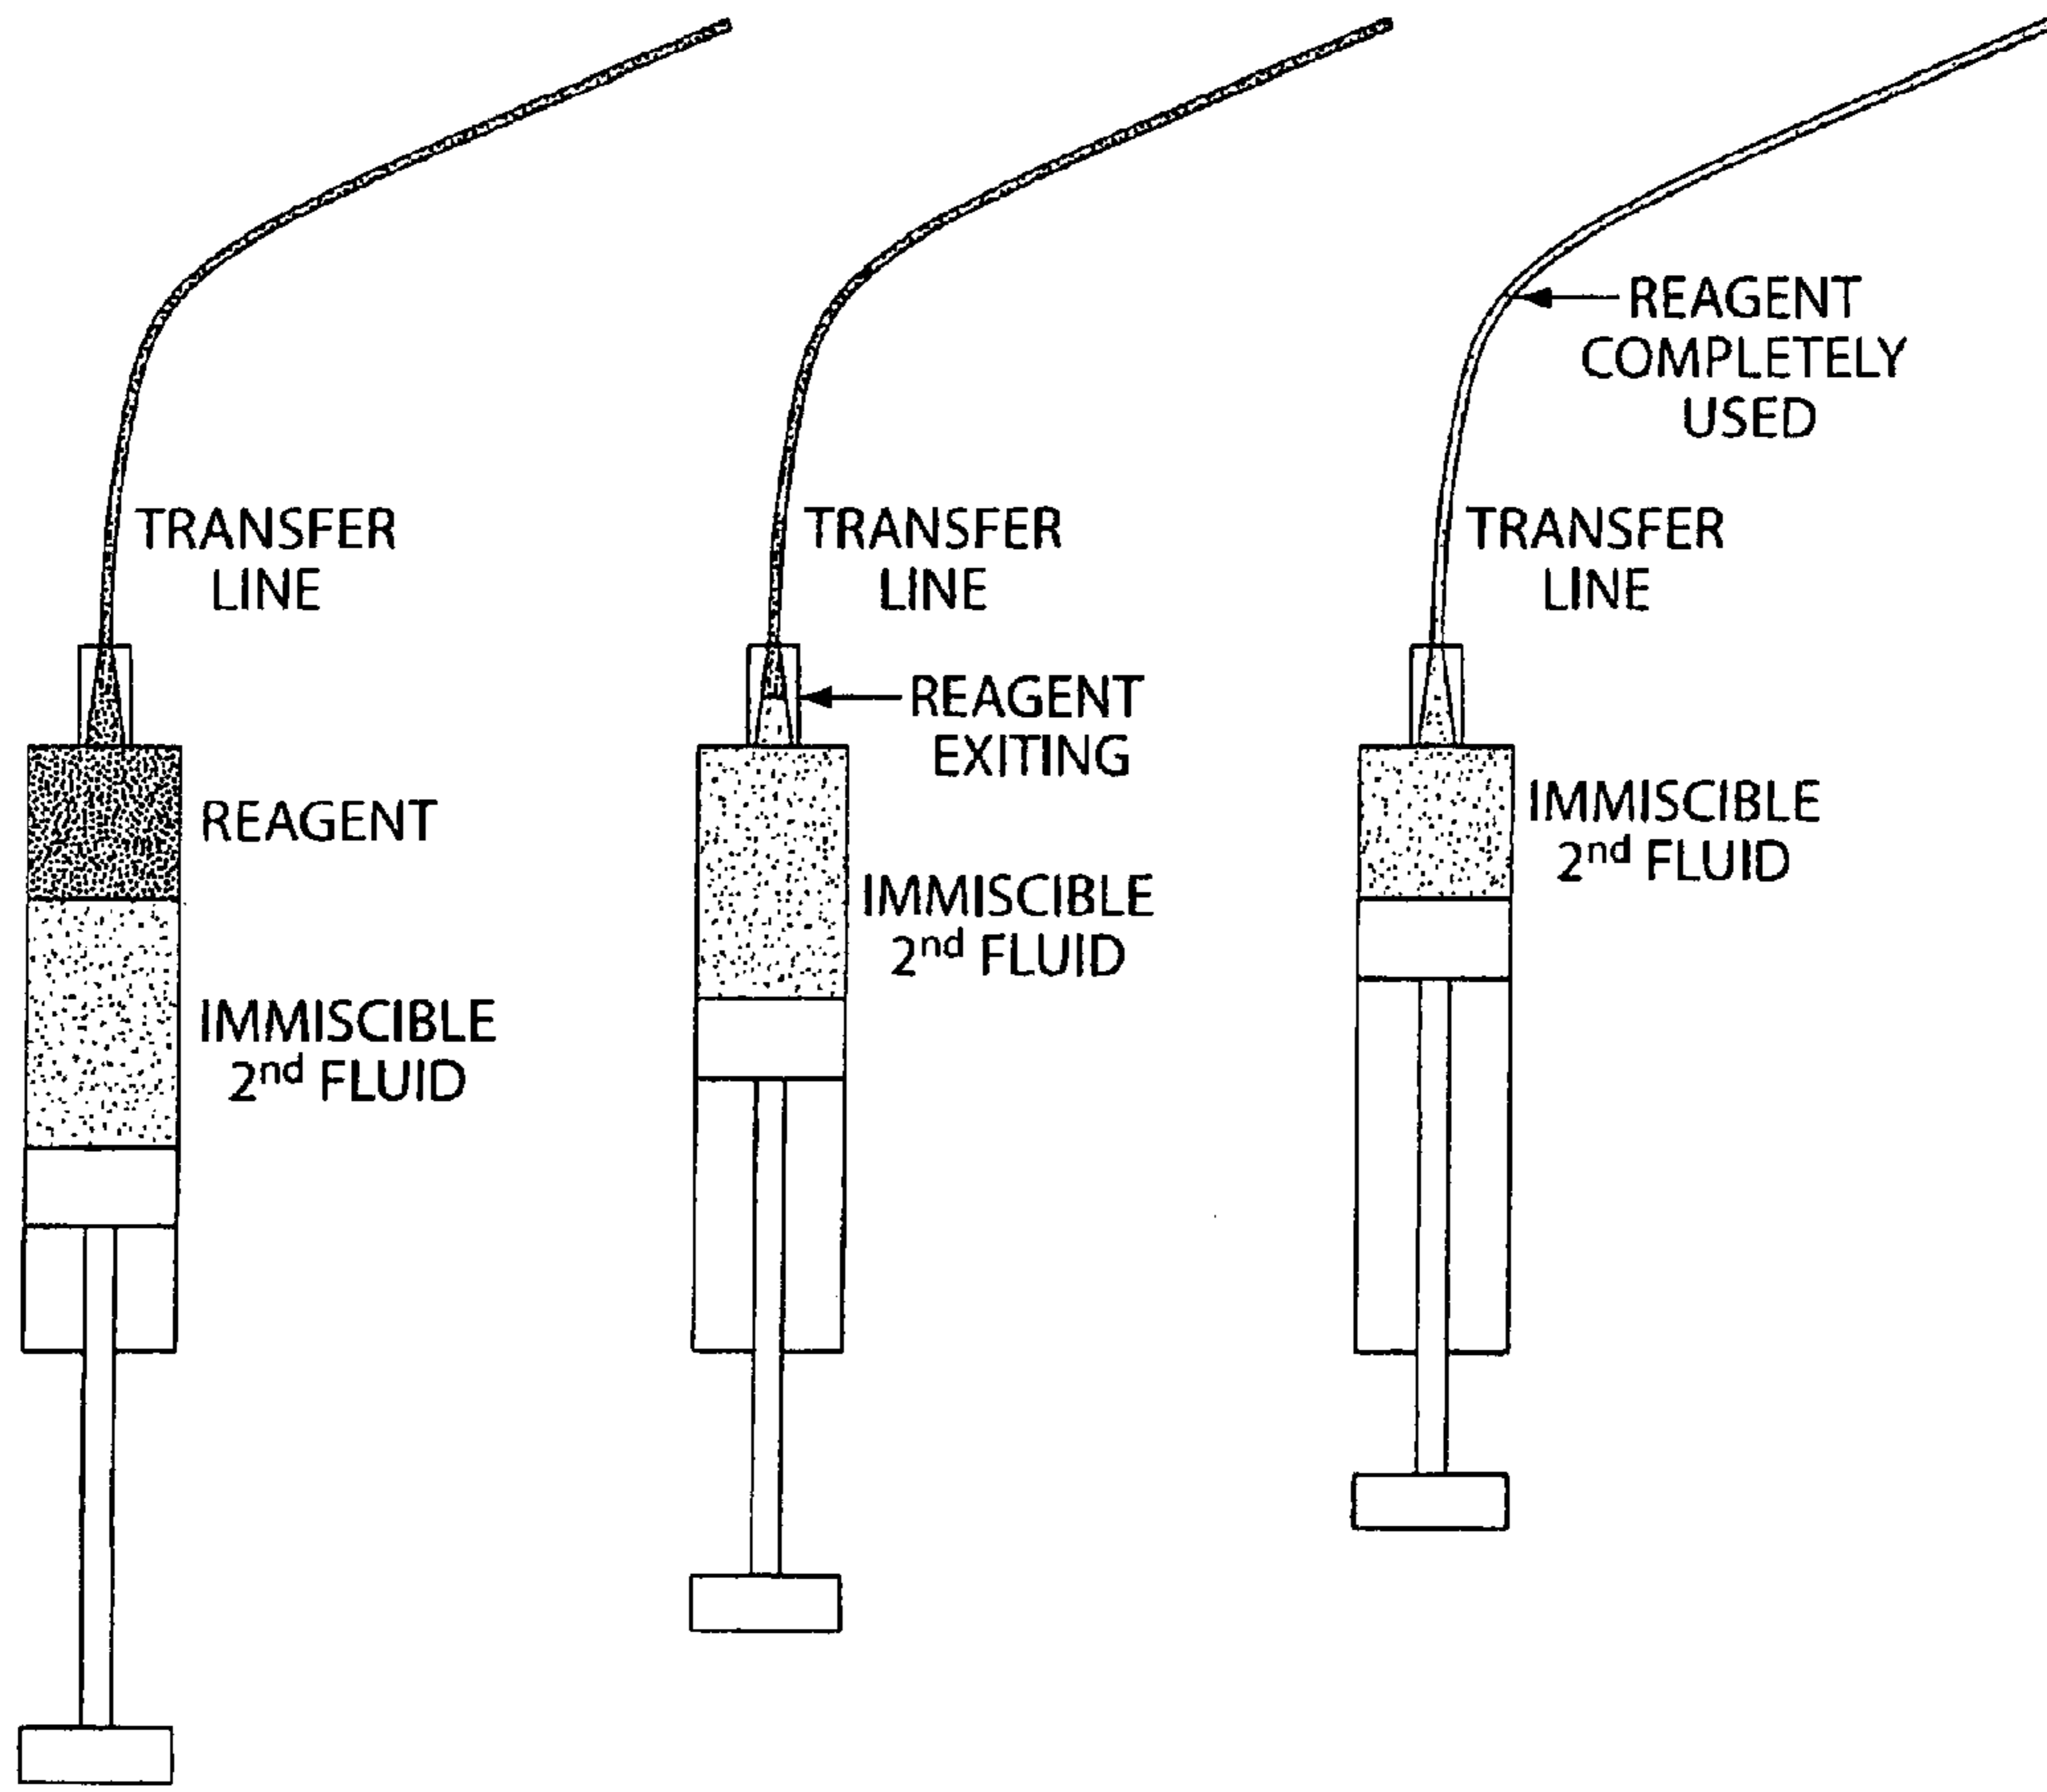 TRANSFER
LINE
REAGENT
IMMISCIBLE
2nd FLUID
TRANSFER
LINE
REAGENT
EXITING
IMMISCIBLE
2nd FLUID
REAGENT
COMPLETELY
USED
TRANSFER
LINE
IMMISCIBLE
2nd FLUID